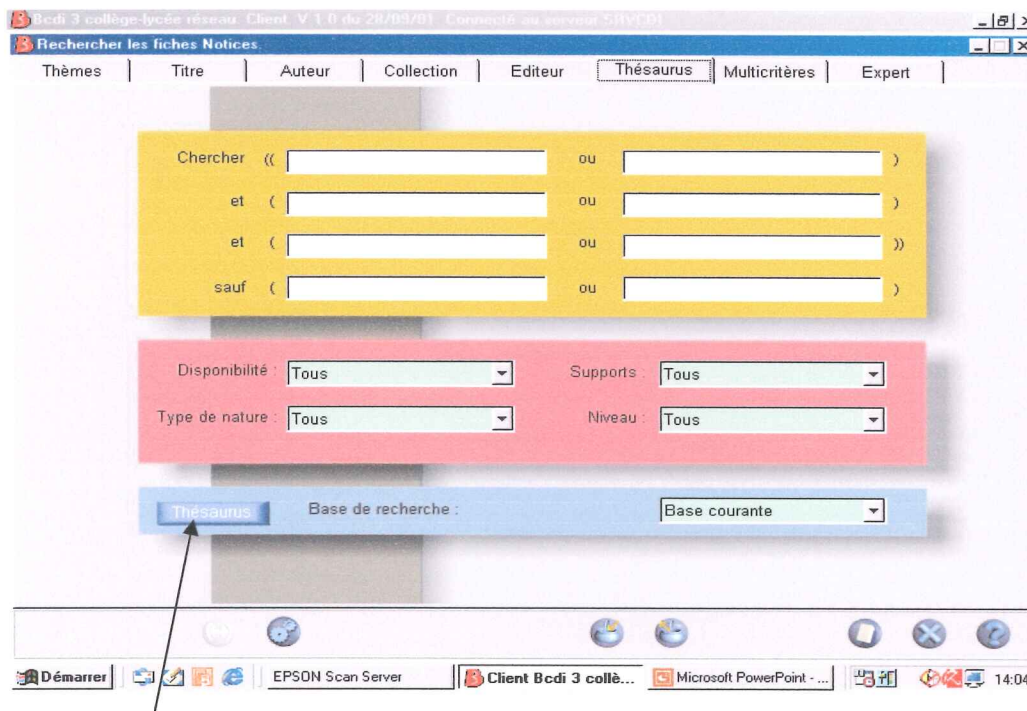 Bcdi 3 collège-lycée réseau. Client. V 1.0 du 28/09/01. Connecté au serveur SRVCDI
Rechercher les fiches Notices.
Thèmes Titre Auteur Collection Editeur Thésaurus Multicritères Expert
Chercher (( ou )
et ( ou )
et ( ou ))
sauf ( ou )
Disponibilité : Tous Supports : Tous
Type de nature : Tous Niveau : Tous
Thésaurus Base de recherche : Base courante
Démarrer EPSON Scan Server Client Bcdi 3 collè... Microsoft PowerPoint - ... 14:04